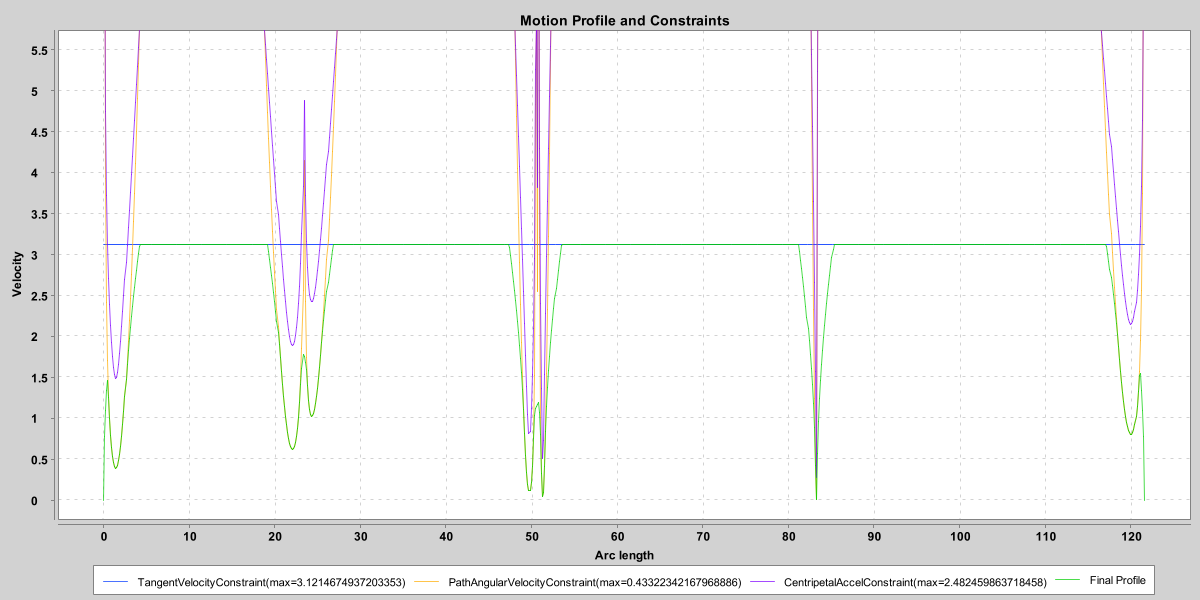 Motion Profile and Constraints
5.5
5
4.5
4
3.5
3
2.5
2
1.5
1
0.5
0
Velocity
0 10 20 30 40 50 60 70 80 90 100 110 120
Arc length
TangentVelocityConstraint(max=3.1214674937203353) PathAngularVelocityConstraint(max=0.43322342167968886) CentripetalAccelConstraint(max=2.482459863718458) Final Profile